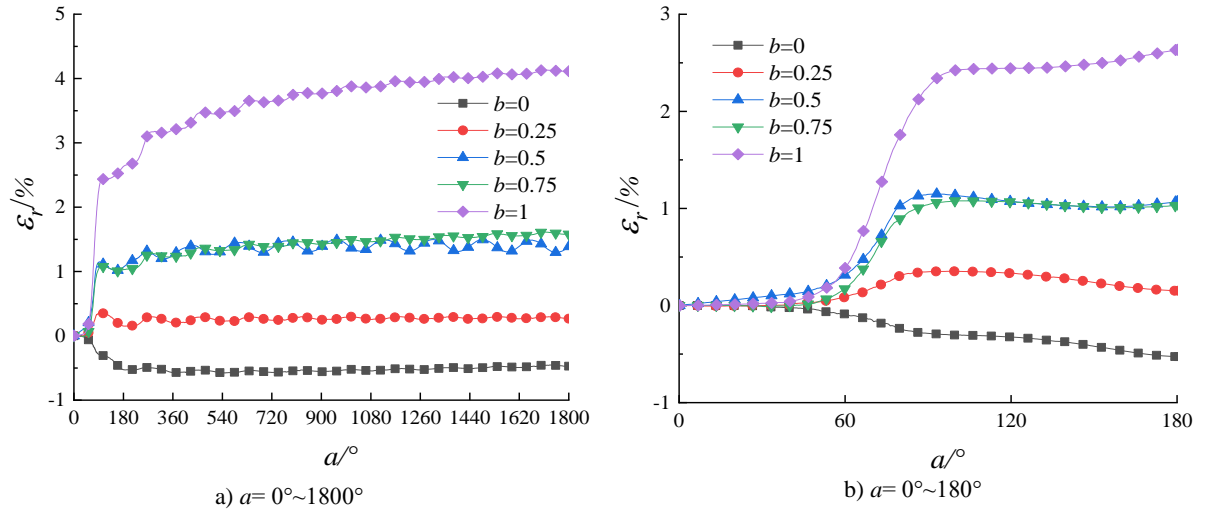 5
4
3
2
1
0
-1
εr/%
b=0
b=0.25
b=0.5
b=0.75
b=1
0 180 360 540 720 900 1080 1260 1440 1620 1800
a/°
a) a= 0°~1800°
3
2
1
0
-1
εr/%
b=0
b=0.25
b=0.5
b=0.75
b=1
0 60 120 180
a/°
b) a= 0°~180°